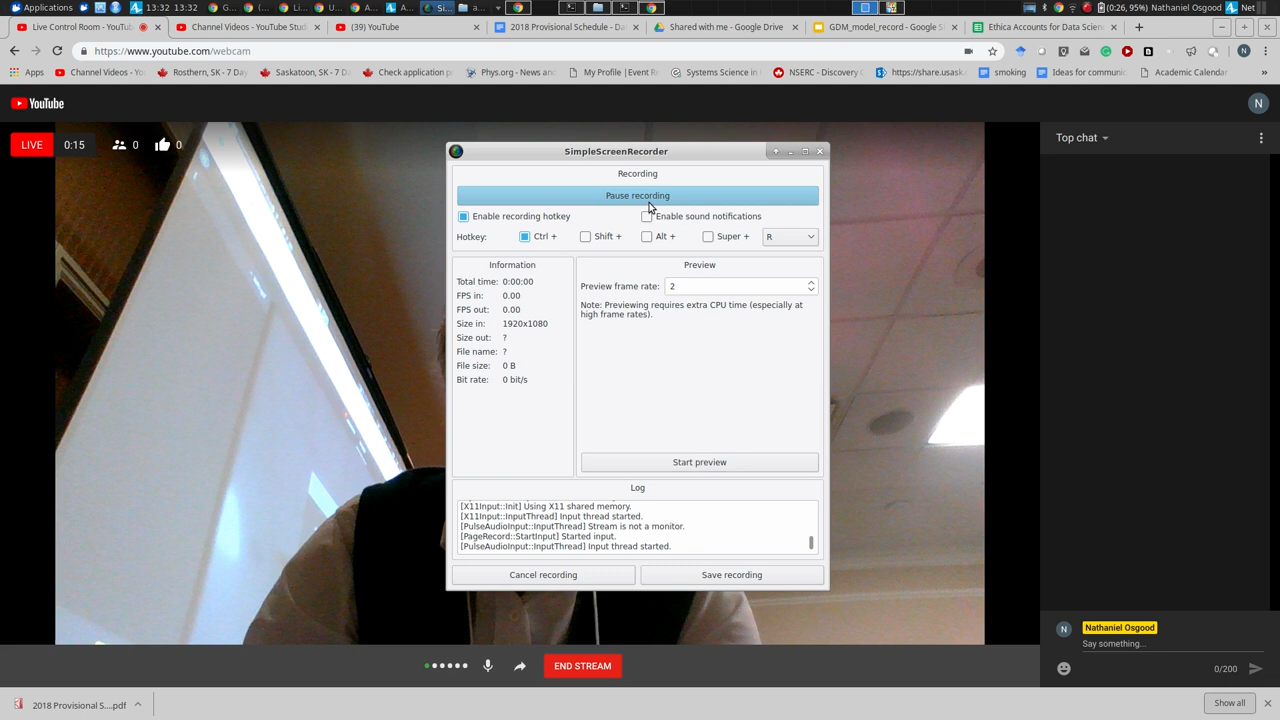 Applications 13:32 13:32 G... (... Li... U... A... Si... a... (0:26, 95%) Nathaniel Osgood Net
Live Control Room - YouTub
Channel Videos - YouTube Stud
(39) YouTube
2018 Provisional Schedule - Da
Shared with me - Google Drive
GDM_model_record - Google Sl
Ethica Accounts for Data Scien
https://www.youtube.com/webcam
N
Apps Channel Videos - Yo Rosthern, SK - 7 Day Saskatoon, SK - 7 D Check application p Phys.org - News and My Profile |Event R Systems Science in NSERC - Discovery https://share.usask. smoking Ideas for communic Academic Calendar »
YouTube
N
LIVE 0:15 0 0
Top chat
SimpleScreenRecorder
Recording
Pause recording
Enable recording hotkey Enable sound notifications
Hotkey: Ctrl + Shift + Alt + Super + R
Information
Total time: 0:00:00
FPS in: 0.00
FPS out: 0.00
Size in: 1920x1080
Size out: ?
File name: ?
File size: 0 B
Bit rate: 0 bit/s
Preview
Preview frame rate: 2
Note: Previewing requires extra CPU time (especially at
high frame rates).
Start preview
Log
[X11Input::Init] Using X11 shared memory.
[X11Input::InputThread] Input thread started.
[PulseAudioInput::InputThread] Stream is not a monitor.
[PageRecord::StartInput] Started input.
[PulseAudioInput::InputThread] Input thread started.
Cancel recording
Save recording
N Nathaniel Osgood
Say something...
0/200
END STREAM
2018 Provisional S....pdf
Show all